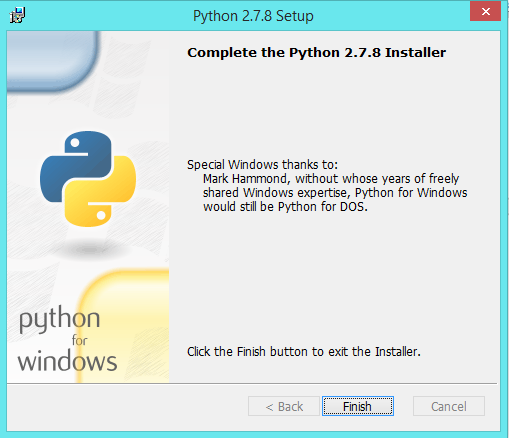 Python 2.7.8 Setup
Complete the Python 2.7.8 Installer
Special Windows thanks to:
Mark Hammond, without whose years of freely
shared Windows expertise, Python for Windows
would still be Python for DOS.
python
for
windows
Click the Finish button to exit the Installer.
< Back
Finish
Cancel